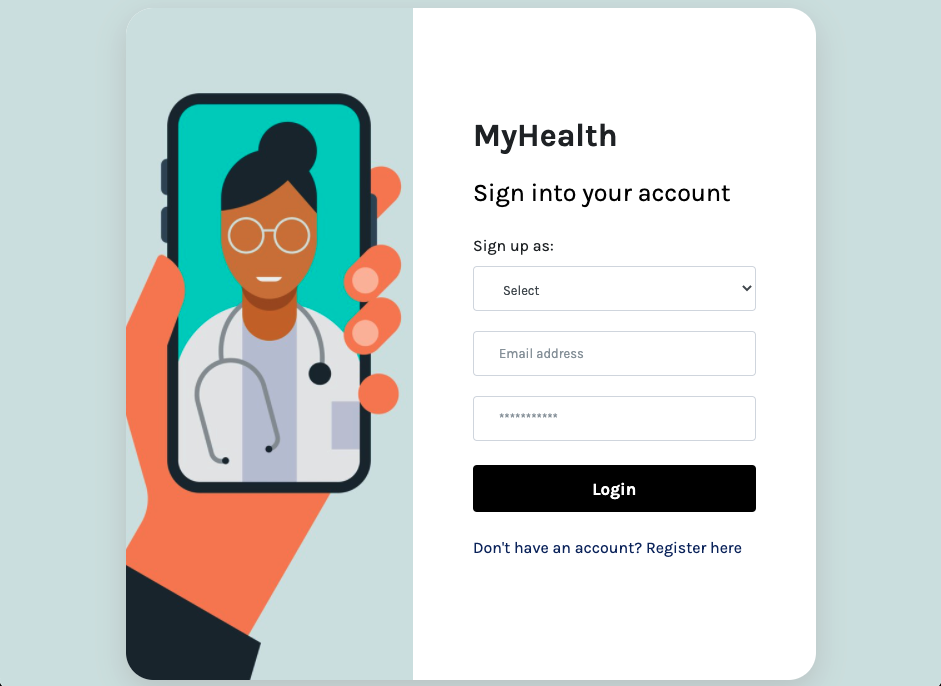 MyHealth
Sign into your account
Sign up as:
Select
Email address
***********
Login
Don't have an account? Register here